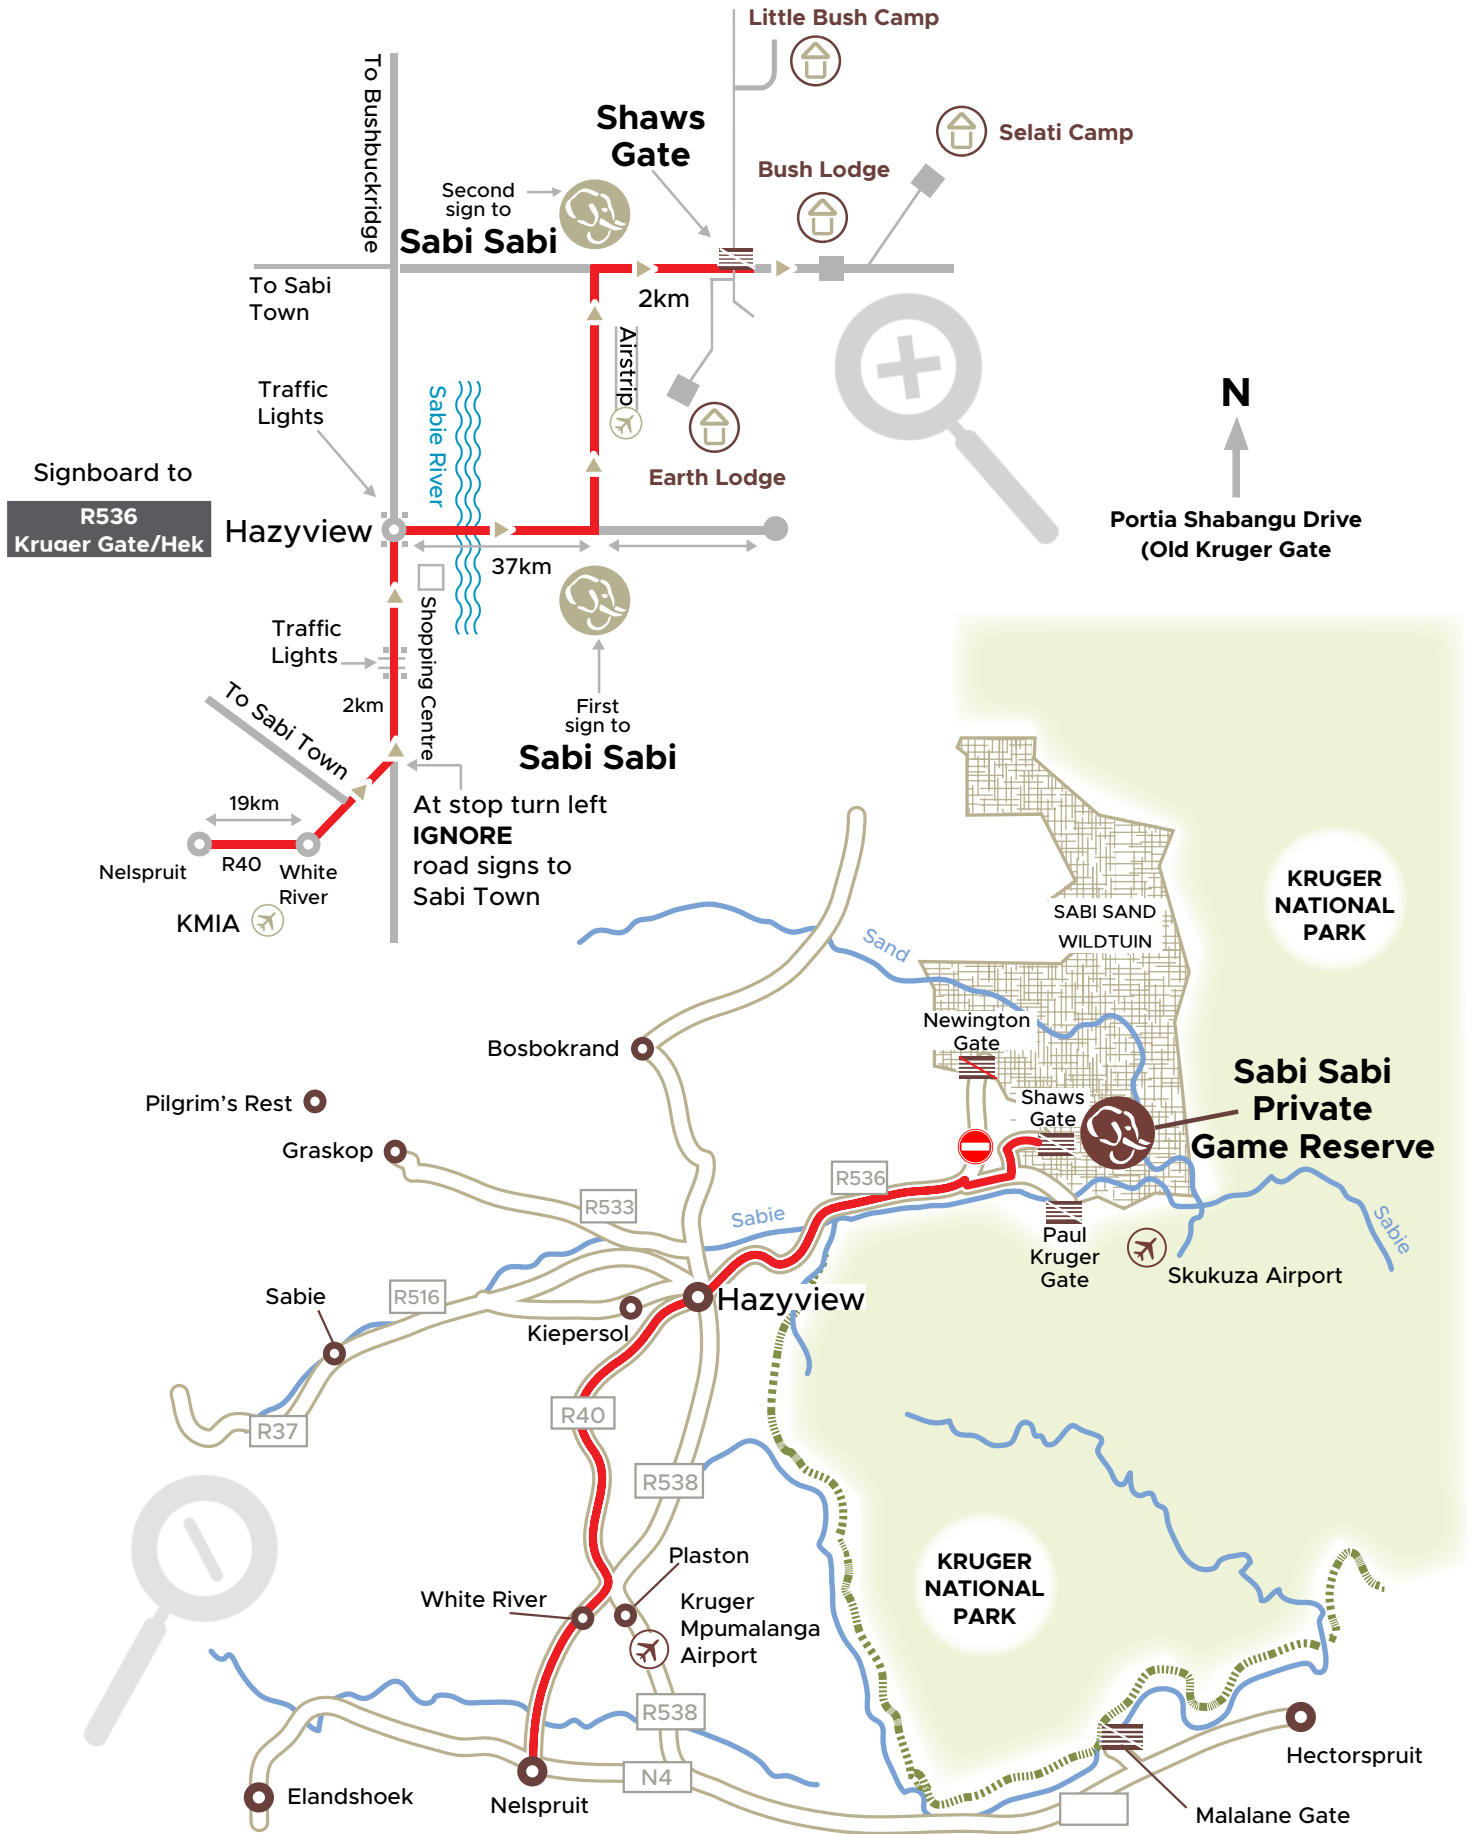 Little Bush Camp
To Bushbuckridge
Shaws
Gate
Selati Camp
Bush Lodge
Second
sign to
Sabi Sabi
To Sabi
Town
2km
Airstrip
Traffic
Lights
Sabie River
N
Signboard to
R536
Kruger Gate/Hek
Hazyview
Earth Lodge
Portia Shabangu Drive
(Old Kruger Gate
37km
Shopping Centre
Traffic
Lights
To Sabi Town
2km
First
sign to
Sabi Sabi
19km
At stop turn left
IGNORE
road signs to
Sabi Town
Nelspruit
R40
White
River
KMIA
KRUGER
NATIONAL
PARK
SABI SAND
WILDTUIN
Sand
Newington
Gate
Bosbokrand
Sabi Sabi
Private
Game Reserve
Pilgrim's Rest
Shaws
Gate
Graskop
R536
R533
Sabie
Sabie
Paul
Kruger
Gate
Skukuza Airport
Sabie
R516
Hazyview
Kiepersol
R40
R37
R538
Plaston
KRUGER
NATIONAL
PARK
White River
Kruger
Mpumalanga
Airport
R538
Hectorspruit
N4
Elandshoek
Nelspruit
Malalane Gate